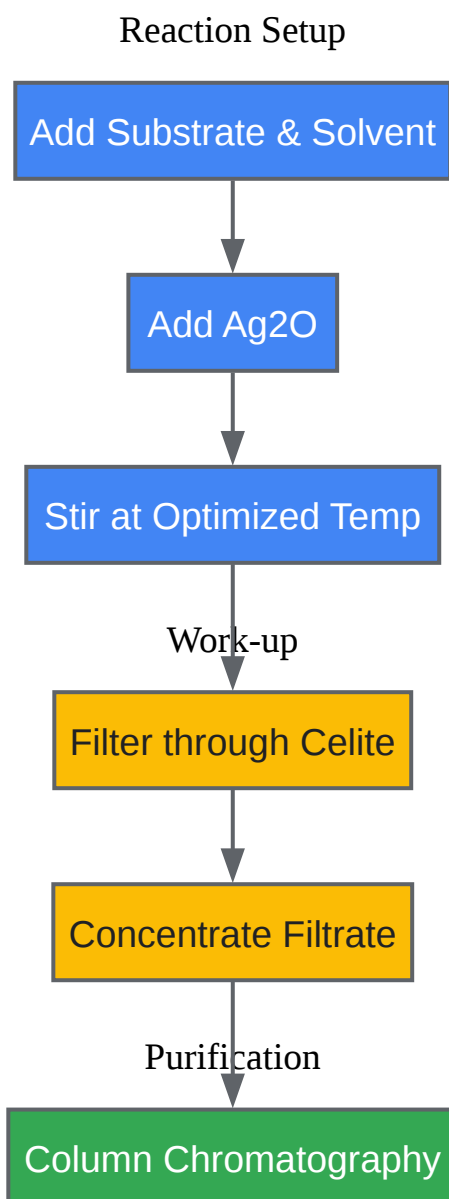 Reaction Setup
Add Substrate & Solvent
Add Ag2O
Stir at Optimized Temp
Work-up
Filter through Celite
Concentrate Filtrate
Purification
Column Chromatography